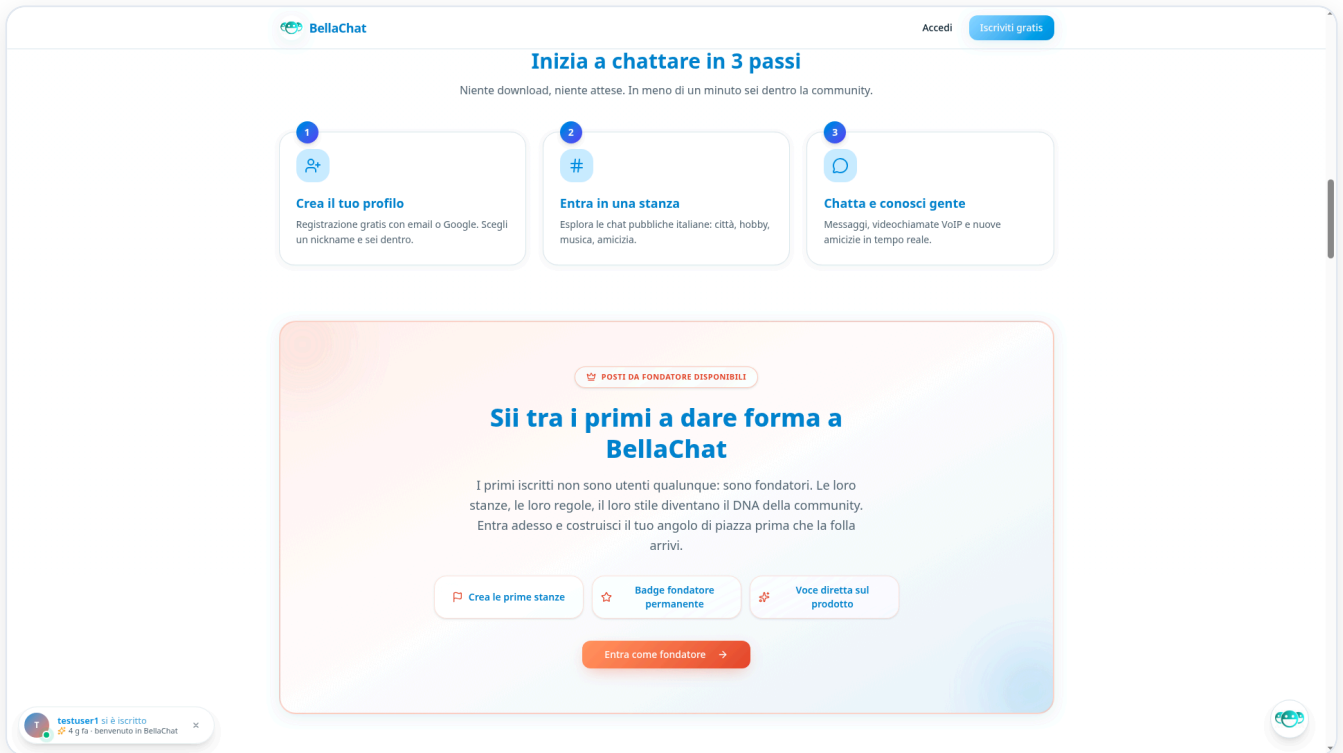 BellaChat
Accedi
Iscriviti gratis
Inizia a chattare in 3 passi
Niente download, niente attese. In meno di un minuto sei dentro la community.
1
Crea il tuo profilo
Registrazione gratis con email o Google. Scegli
un nickname e sei dentro.
2
Entra in una stanza
Esplora le chat pubbliche italiane: città, hobby,
musica, amicizia.
3
Chatta e conosci gente
Messaggi, videochiamate VoIP e nuove
amicizie in tempo reale.
POSTI DA FONDATORE DISPONIBILI
Sii tra i primi a dare forma a
BellaChat
I primi iscritti non sono utenti qualunque: sono fondatori. Le loro
stanze, le loro regole, il loro stile diventano il DNA della community.
Entra adesso e costruisci il tuo angolo di piazza prima che la folla
arrivi.
Crea le prime stanze
Badge fondatore
permanente
Voce diretta sul
prodotto
Entra come fondatore
T
testuser1 si è iscritto
4 g fa · benvenuto in BellaChat